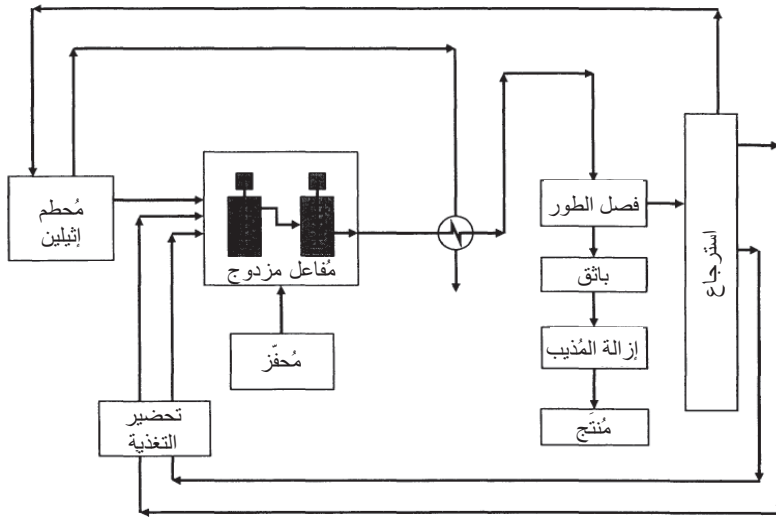 مُحطم
إثيلين
مُفاعل مزدوج
مُحفّز
تحضير
التغذية
فصل الطور
باثق
إزالة المُذيب
مُنتَج
استرجاع